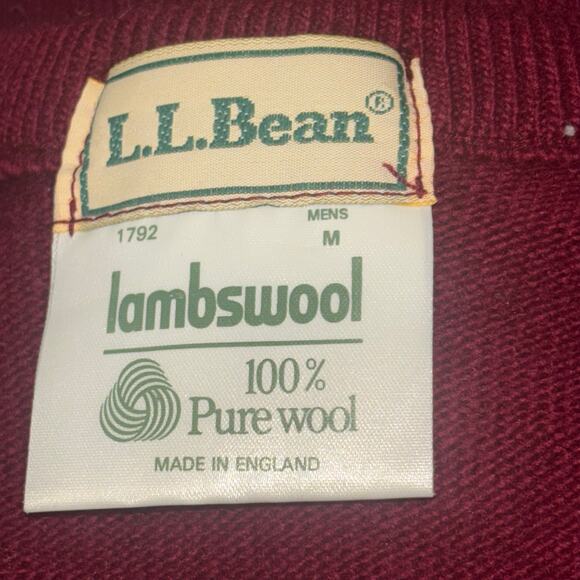 L.L.Bean®
MENS
1792 M
lambswool
100%
Pure wool
MADE IN ENGLAND